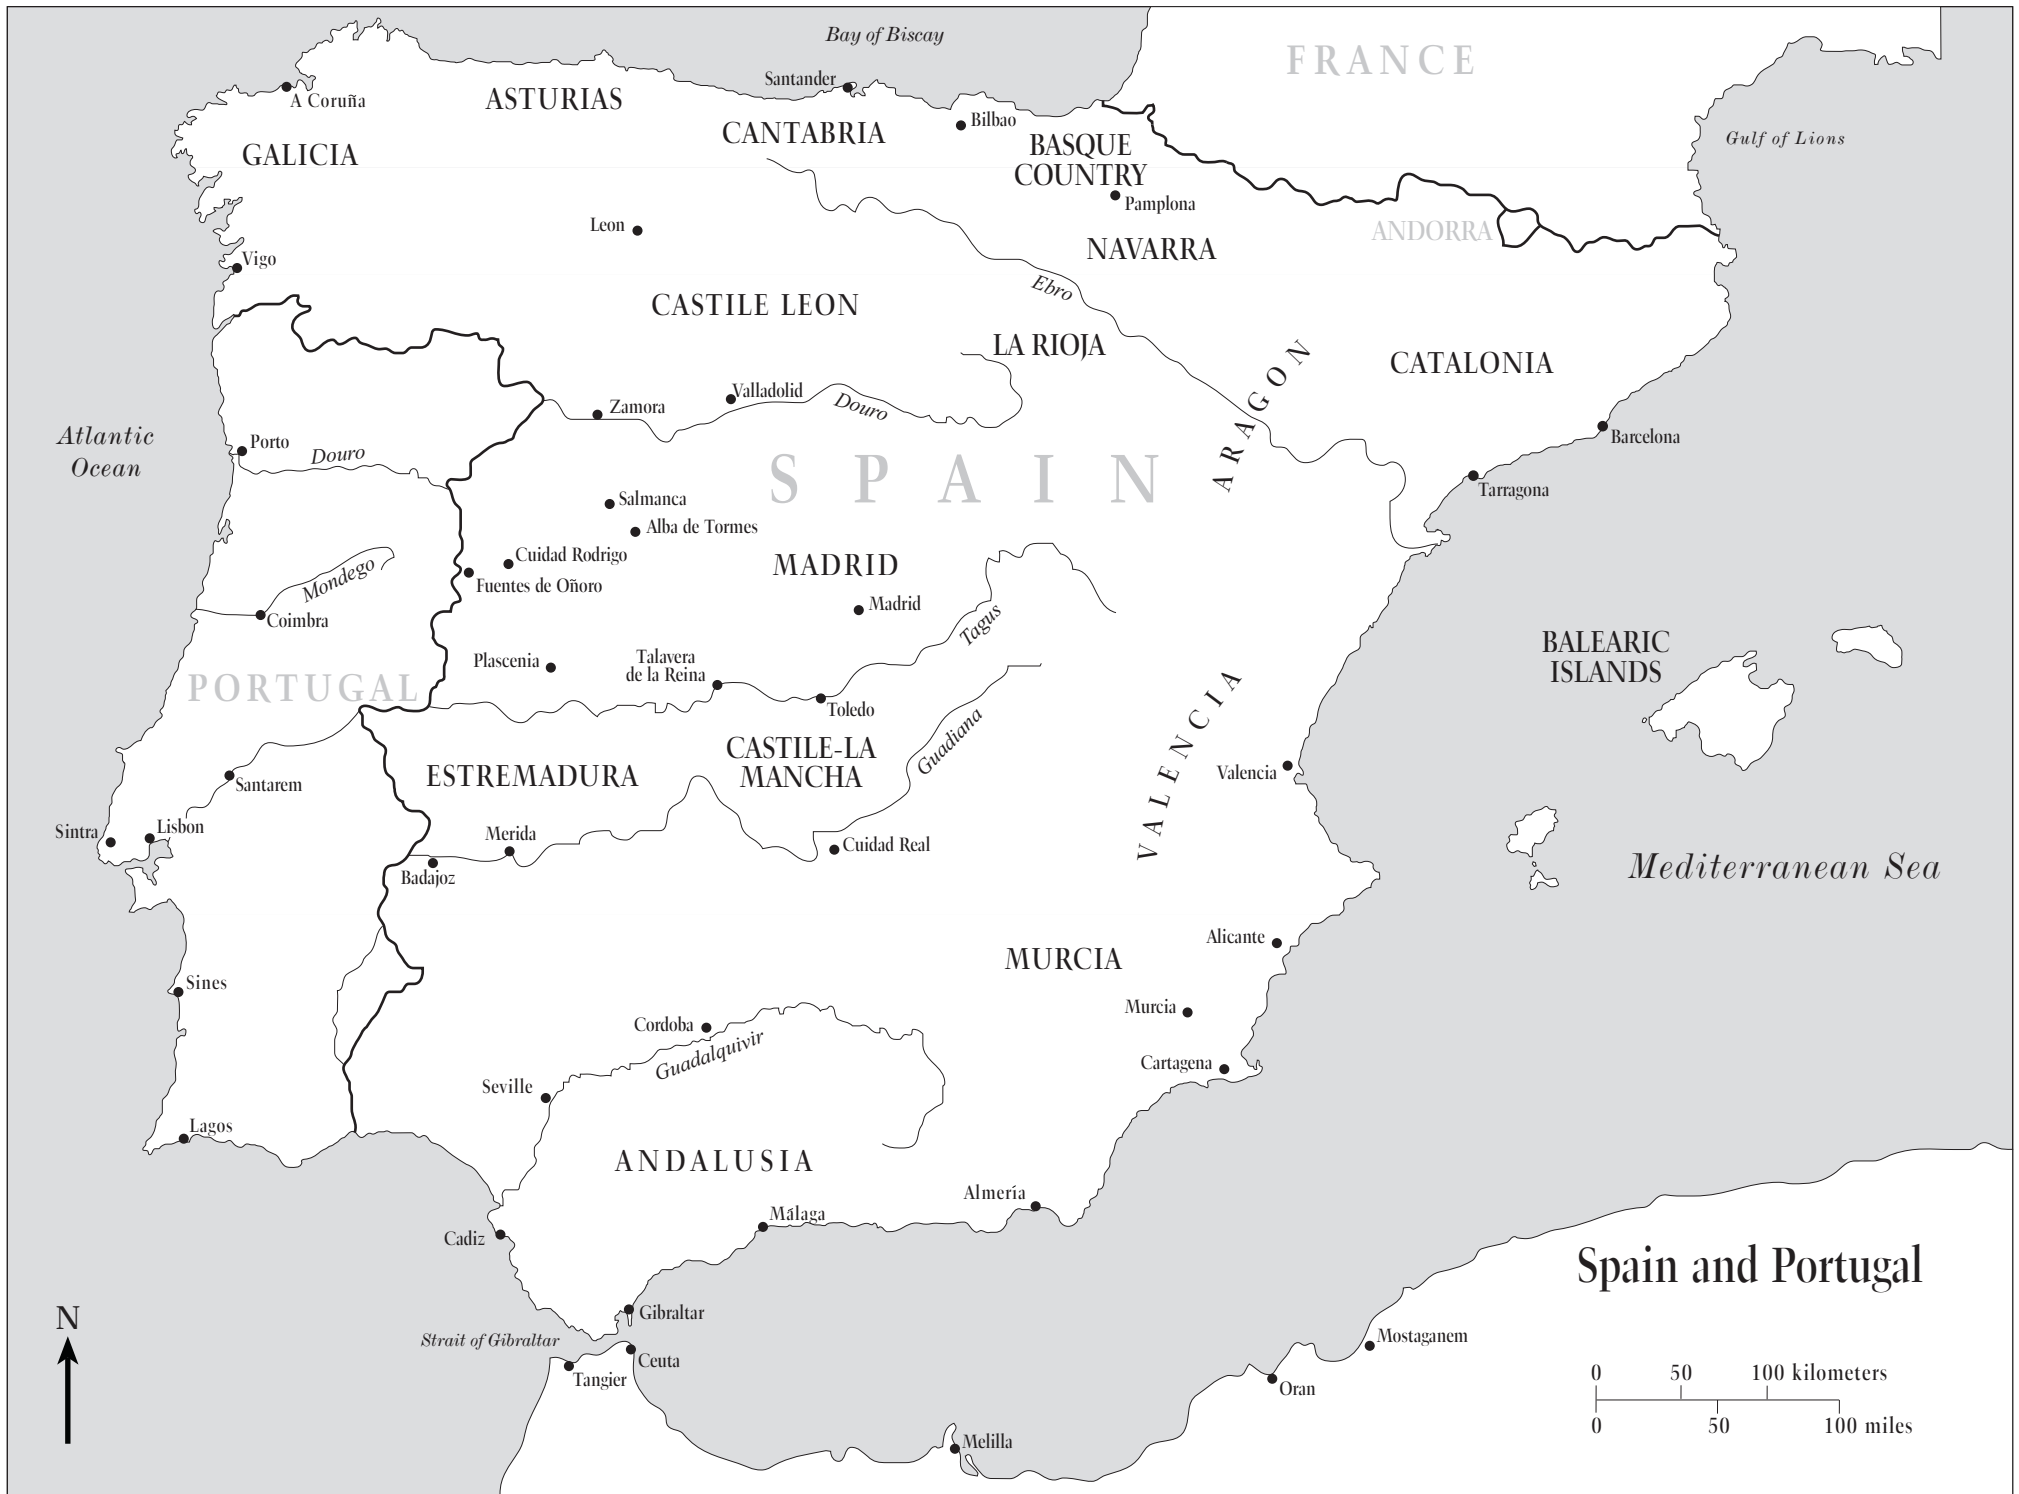 Bay of Biscay
FRANCE
Santander
A Coruña
ASTURIAS
Bilbao
CANTABRIA
Gulf of Lions
GALICIA
BASQUE
COUNTRY
Pamplona
Leon
ANDORRA
NAVARRA
Vigo
Ebro
CASTILE LEON
LA RIOJA
ARAGON
CATALONIA
Valladolid
Zamora
Douro
Atlantic
Ocean
Barcelona
Porto
Douro
SPAIN
Tarragona
Salmanca
Alba de Tormes
Cuidad Rodrigo
MADRID
Mondego
Fuentes de Oñoro
Madrid
Coimbra
Tagus
BALEARIC
ISLANDS
Plascenia
Talavera
de la Reina
PORTUGAL
Toledo
Guadiana
VALENCIA
CASTILE-LA
MANCHA
ESTREMADURA
Valencia
Santarem
Sintra
Lisbon
Merida
Cuidad Real
Badajoz
Mediterranean Sea
Alicante
MURCIA
Sines
Murcia
Cordoba
Guadalquivir
Cartagena
Seville
Lagos
ANDALUSIA
Almería
Málaga
Cadiz
Spain and Portugal
N
Gibraltar
Strait of Gibraltar
Mostaganem
Ceuta
Tangier
Oran
0 50 100 kilometers
0 50 100 miles
Melilla